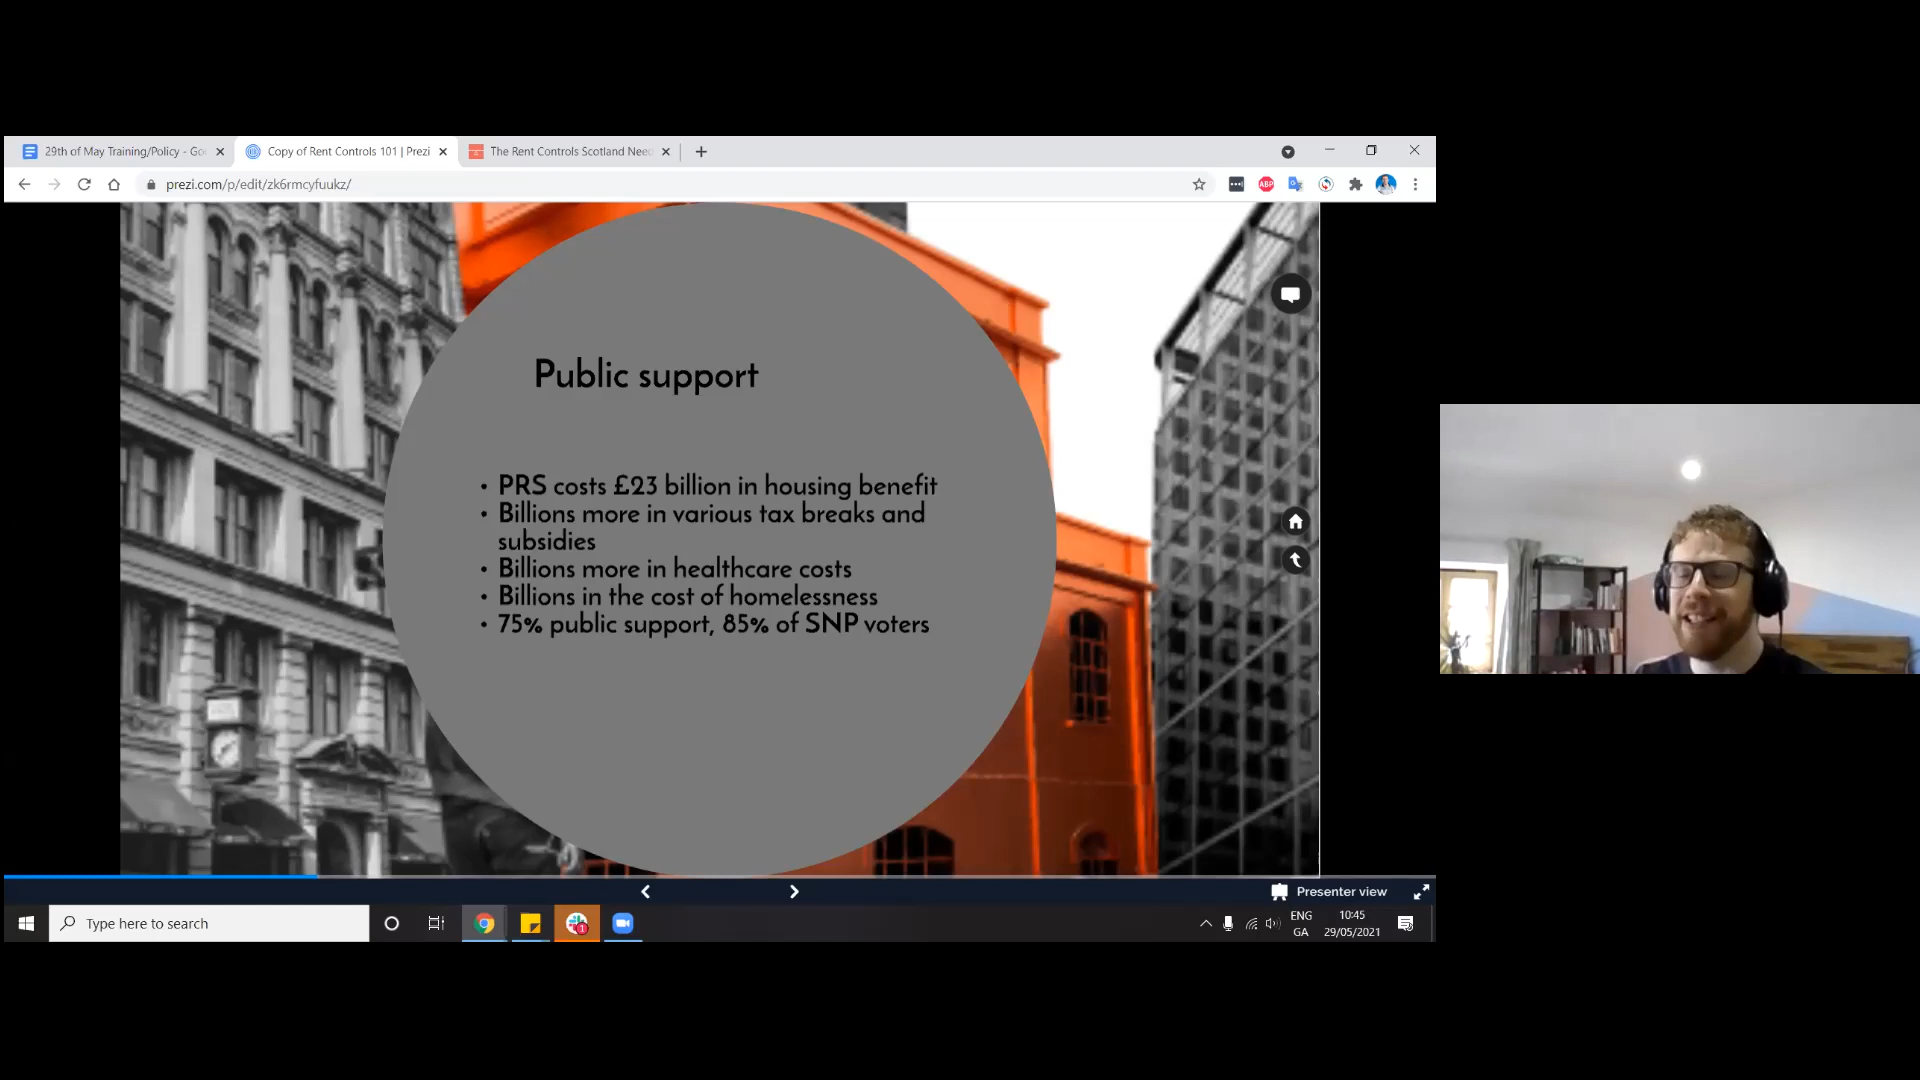 29th of May Training/Policy - Go
Copy of Rent Controls 101 | Prezi
The Rent Controls Scotland Need
prezi.com/p/edit/zk6rmcyfuukz/
ABP
Public support
• PRS costs £23 billion in housing benefit
• Billions more in various tax breaks and
subsidies
• Billions more in healthcare costs
• Billions in the cost of homelessness
• 75% public support, 85% of SNP voters
Presenter view
Type here to search
1
ENG
GA
10:45
29/05/2021